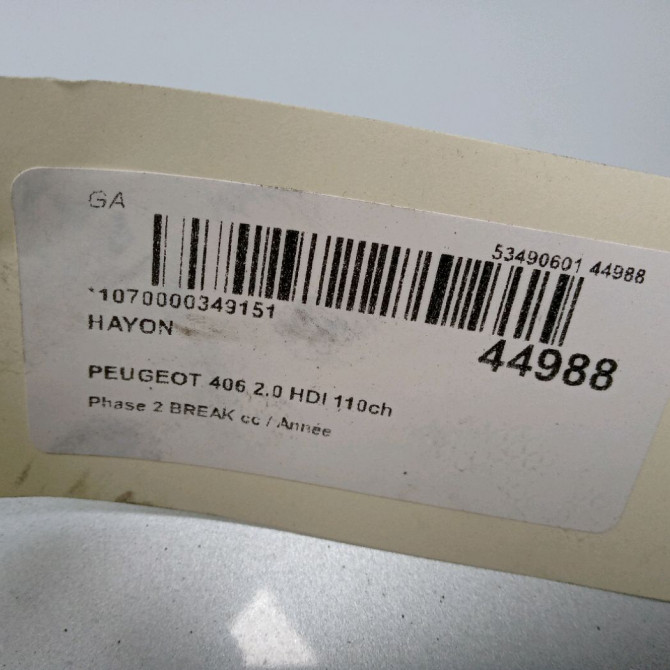 GA
53490601 44988
*1070000349151
HAYON
44988
PEUGEOT 406 2.0 HDI 110ch
Phase 2 BREAK cc / Année